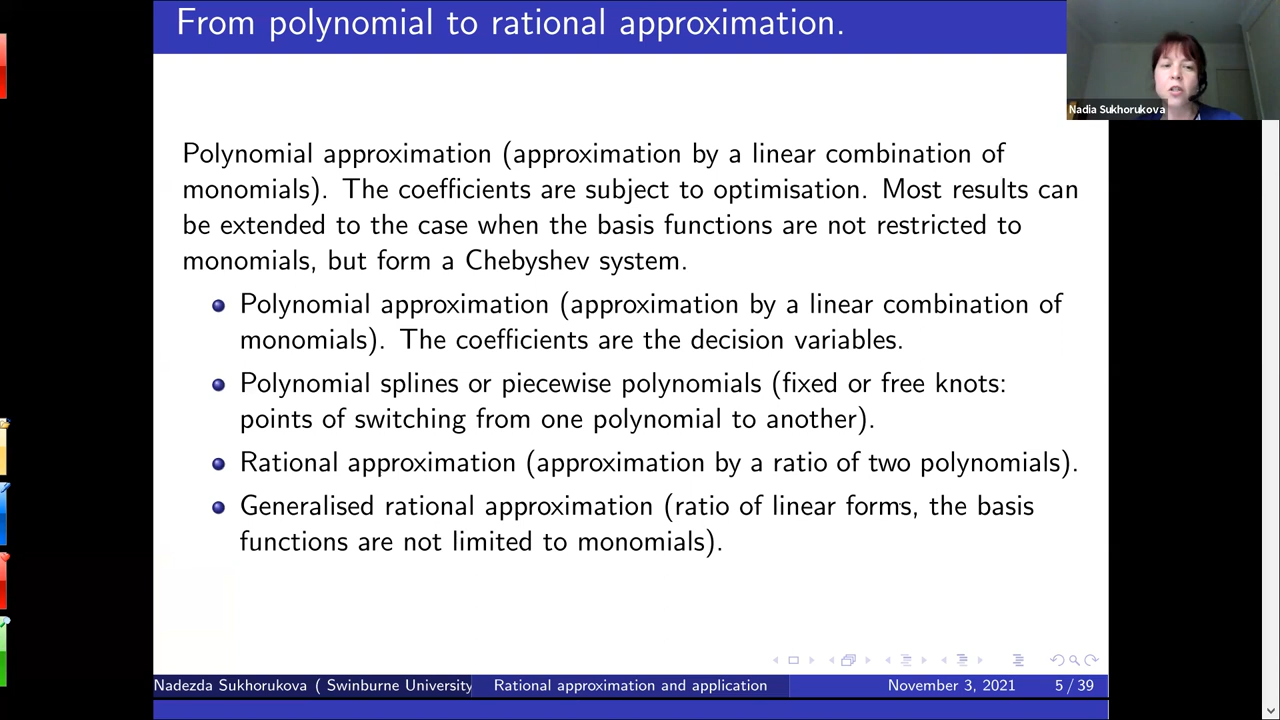 From polynomial to rational approximation.
Nadia Sukhorukova
Polynomial approximation (approximation by a linear combination of
monomials). The coefficients are subject to optimisation. Most results can
be extended to the case when the basis functions are not restricted to
monomials, but form a Chebyshev system.
Polynomial approximation (approximation by a linear combination of
monomials). The coefficients are the decision variables.
Polynomial splines or piecewise polynomials (fixed or free knots:
points of switching from one polynomial to another).
Rational approximation (approximation by a ratio of two polynomials).
Generalised rational approximation (ratio of linear forms, the basis
functions are not limited to monomials).
Nadezda Sukhorukova ( Swinburne University Rational approximation and application November 3, 2021 5 / 39